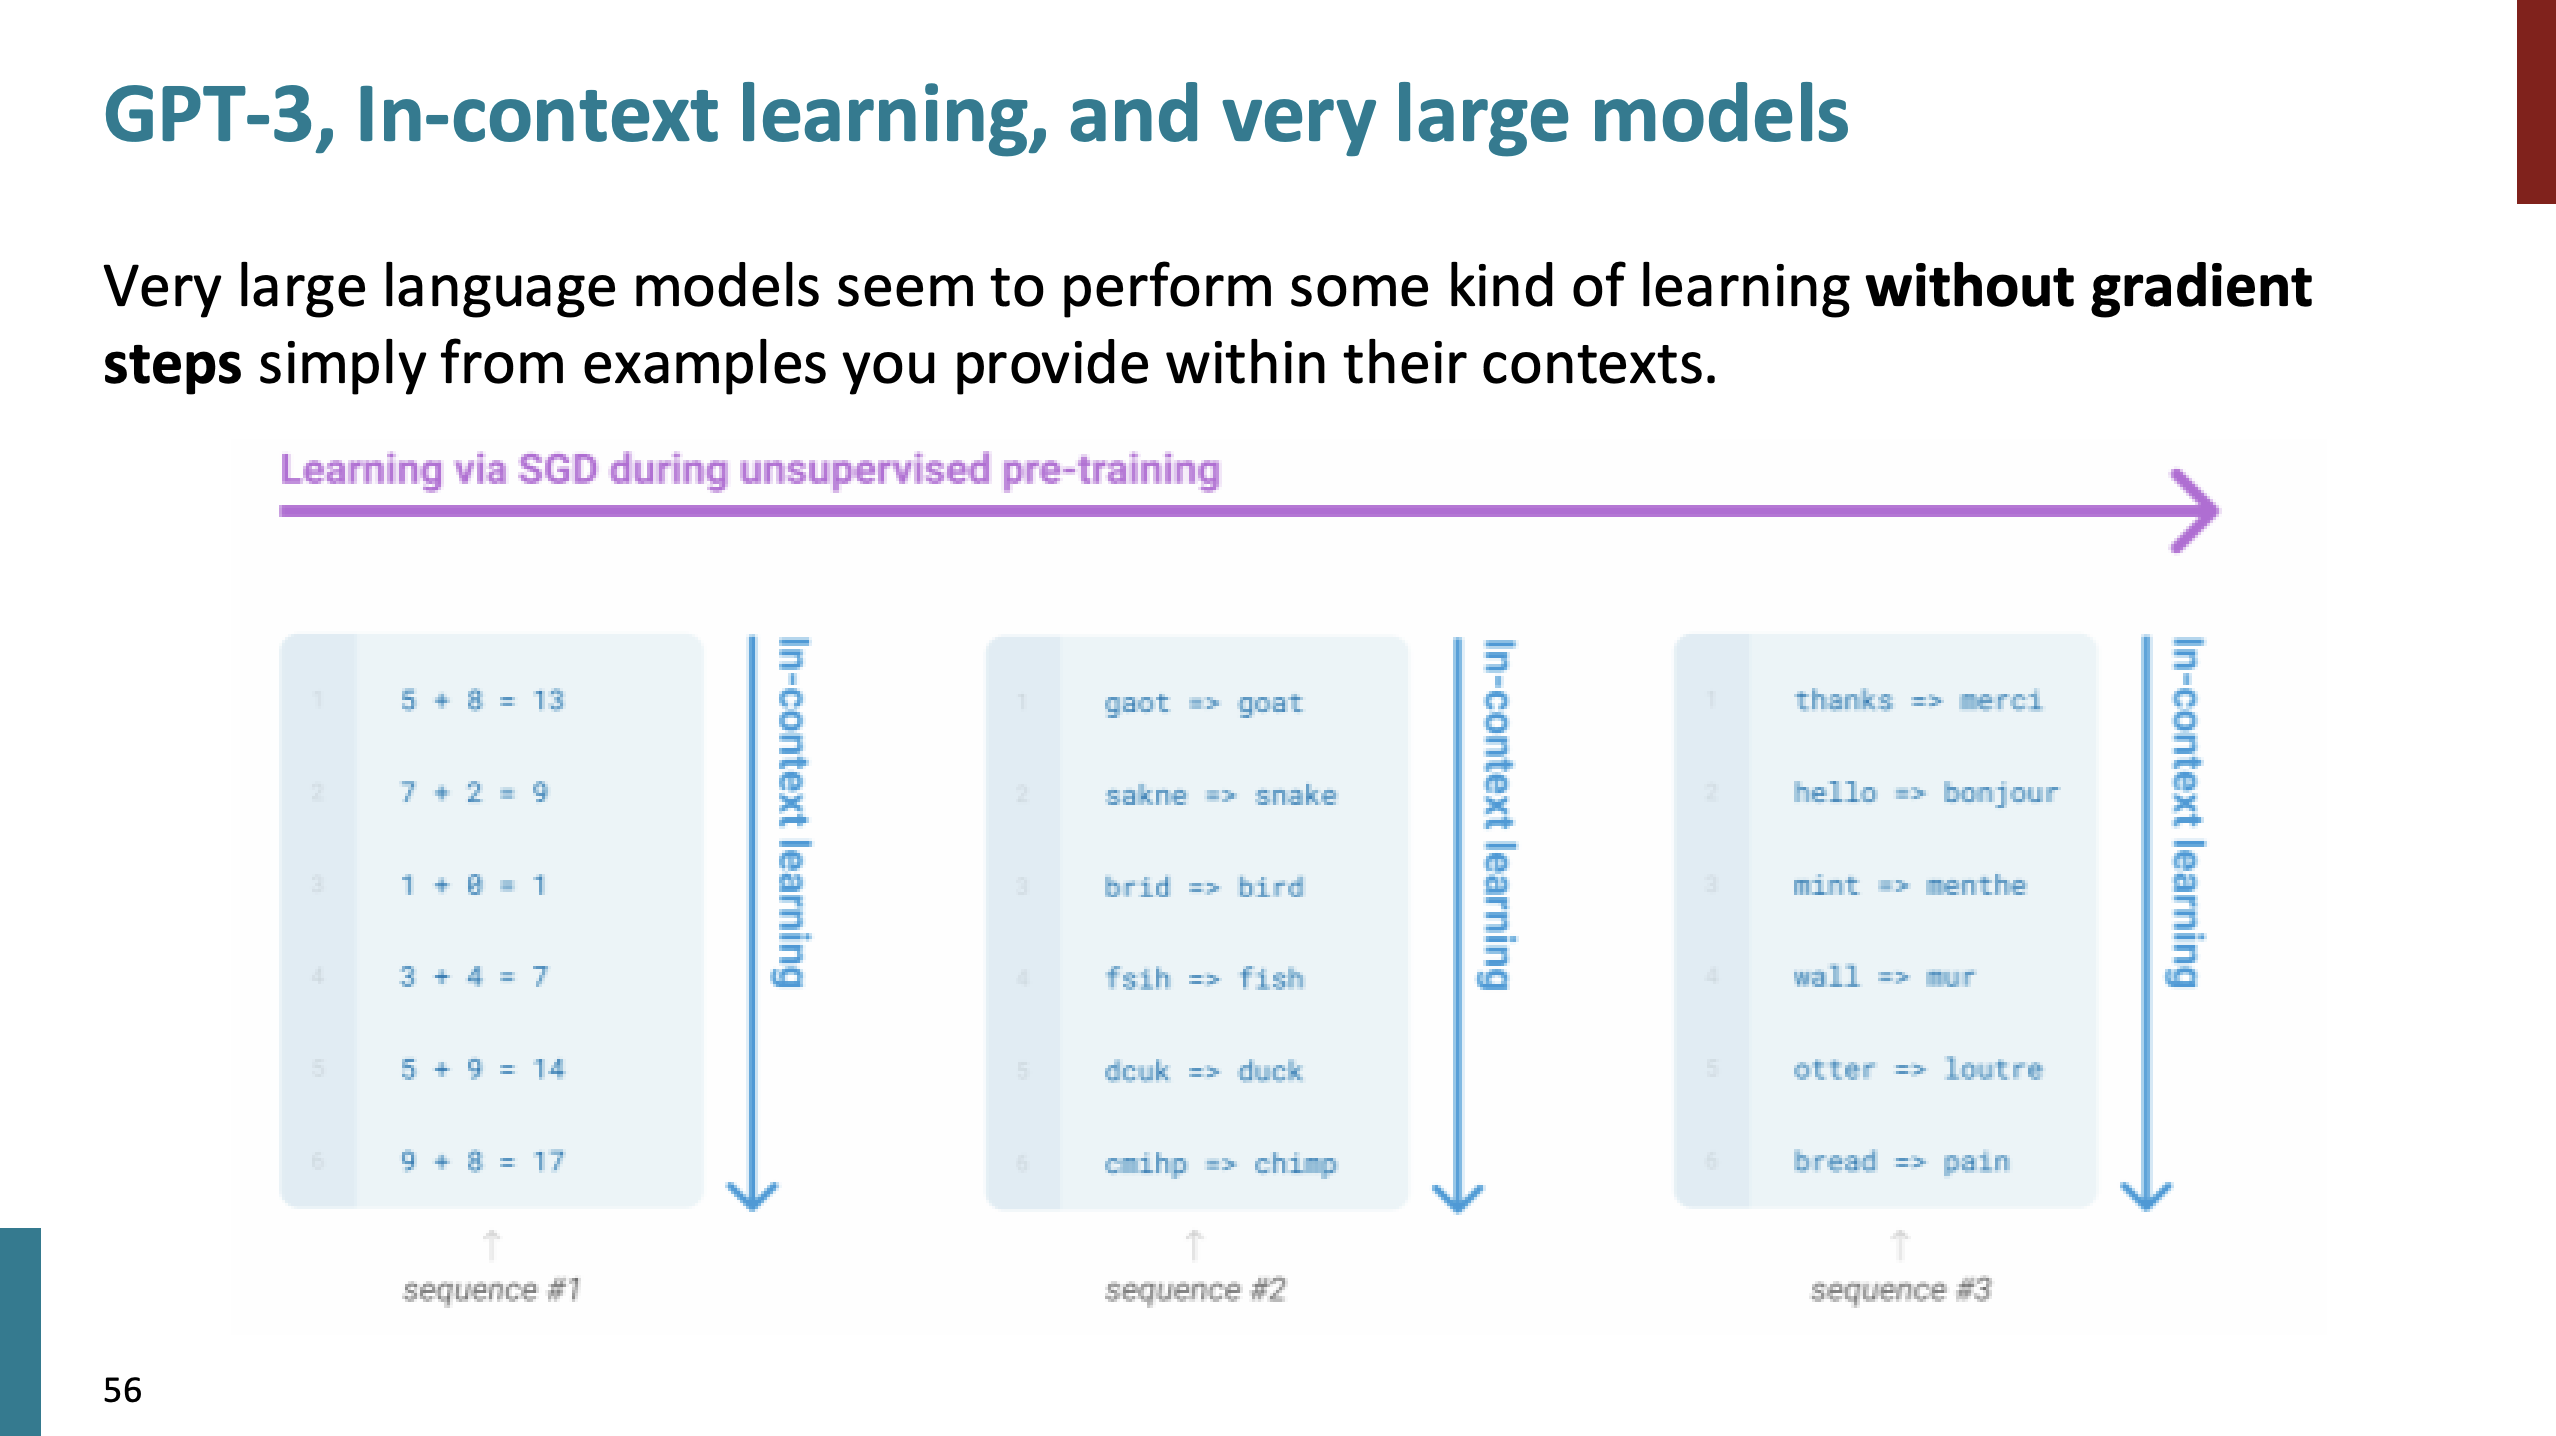 GPT-3, In-context learning, and very large models
Very large language models seem to perform some kind of learning without gradient
steps simply from examples you provide within their contexts.
Learning via SGD during unsupervised pre-training
1 5 + 8 = 13
2 7 + 2 = 9
3 1 + 0 = 1
4 3 + 4 = 7
5 5 + 9 = 14
6 9 + 8 = 17
In-context learning
sequence #1
1 gaot => goat
2 sakne => snake
3 brid => bird
4 fsih => fish
5 dcuk => duck
6 cmihp => chimp
In-context learning
sequence #2
1 thanks => merci
2 hello => bonjour
3 mint => menthe
4 wall => mur
5 otter => loutre
6 bread => pain
In-context learning
sequence #3
56